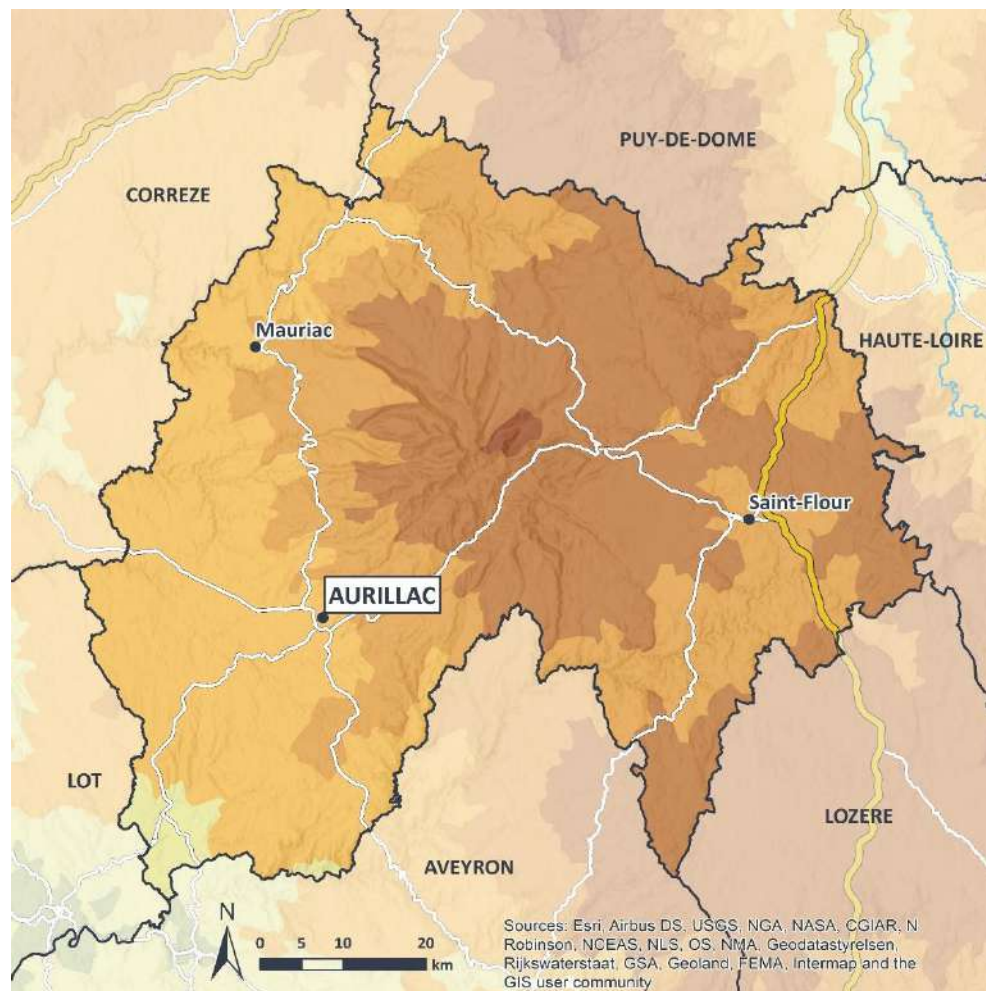 PUY-DE-DOME
CORREZE
Mauriac
HAUTE-LOIRE
Saint-Flour
AURILLAC
LOT
LOZERE
AVEYRON
N
0 5 10 20
km
Sources: Esri, Airbus DS, USGS, NGA, NASA, CGIAR, N
Robinson, NCEAS, NLS, OS, NMA, Geodatastyrelsen,
Rijkswaterstaat, GSA, Geoland, FEMA, Intermap and the
GIS user community